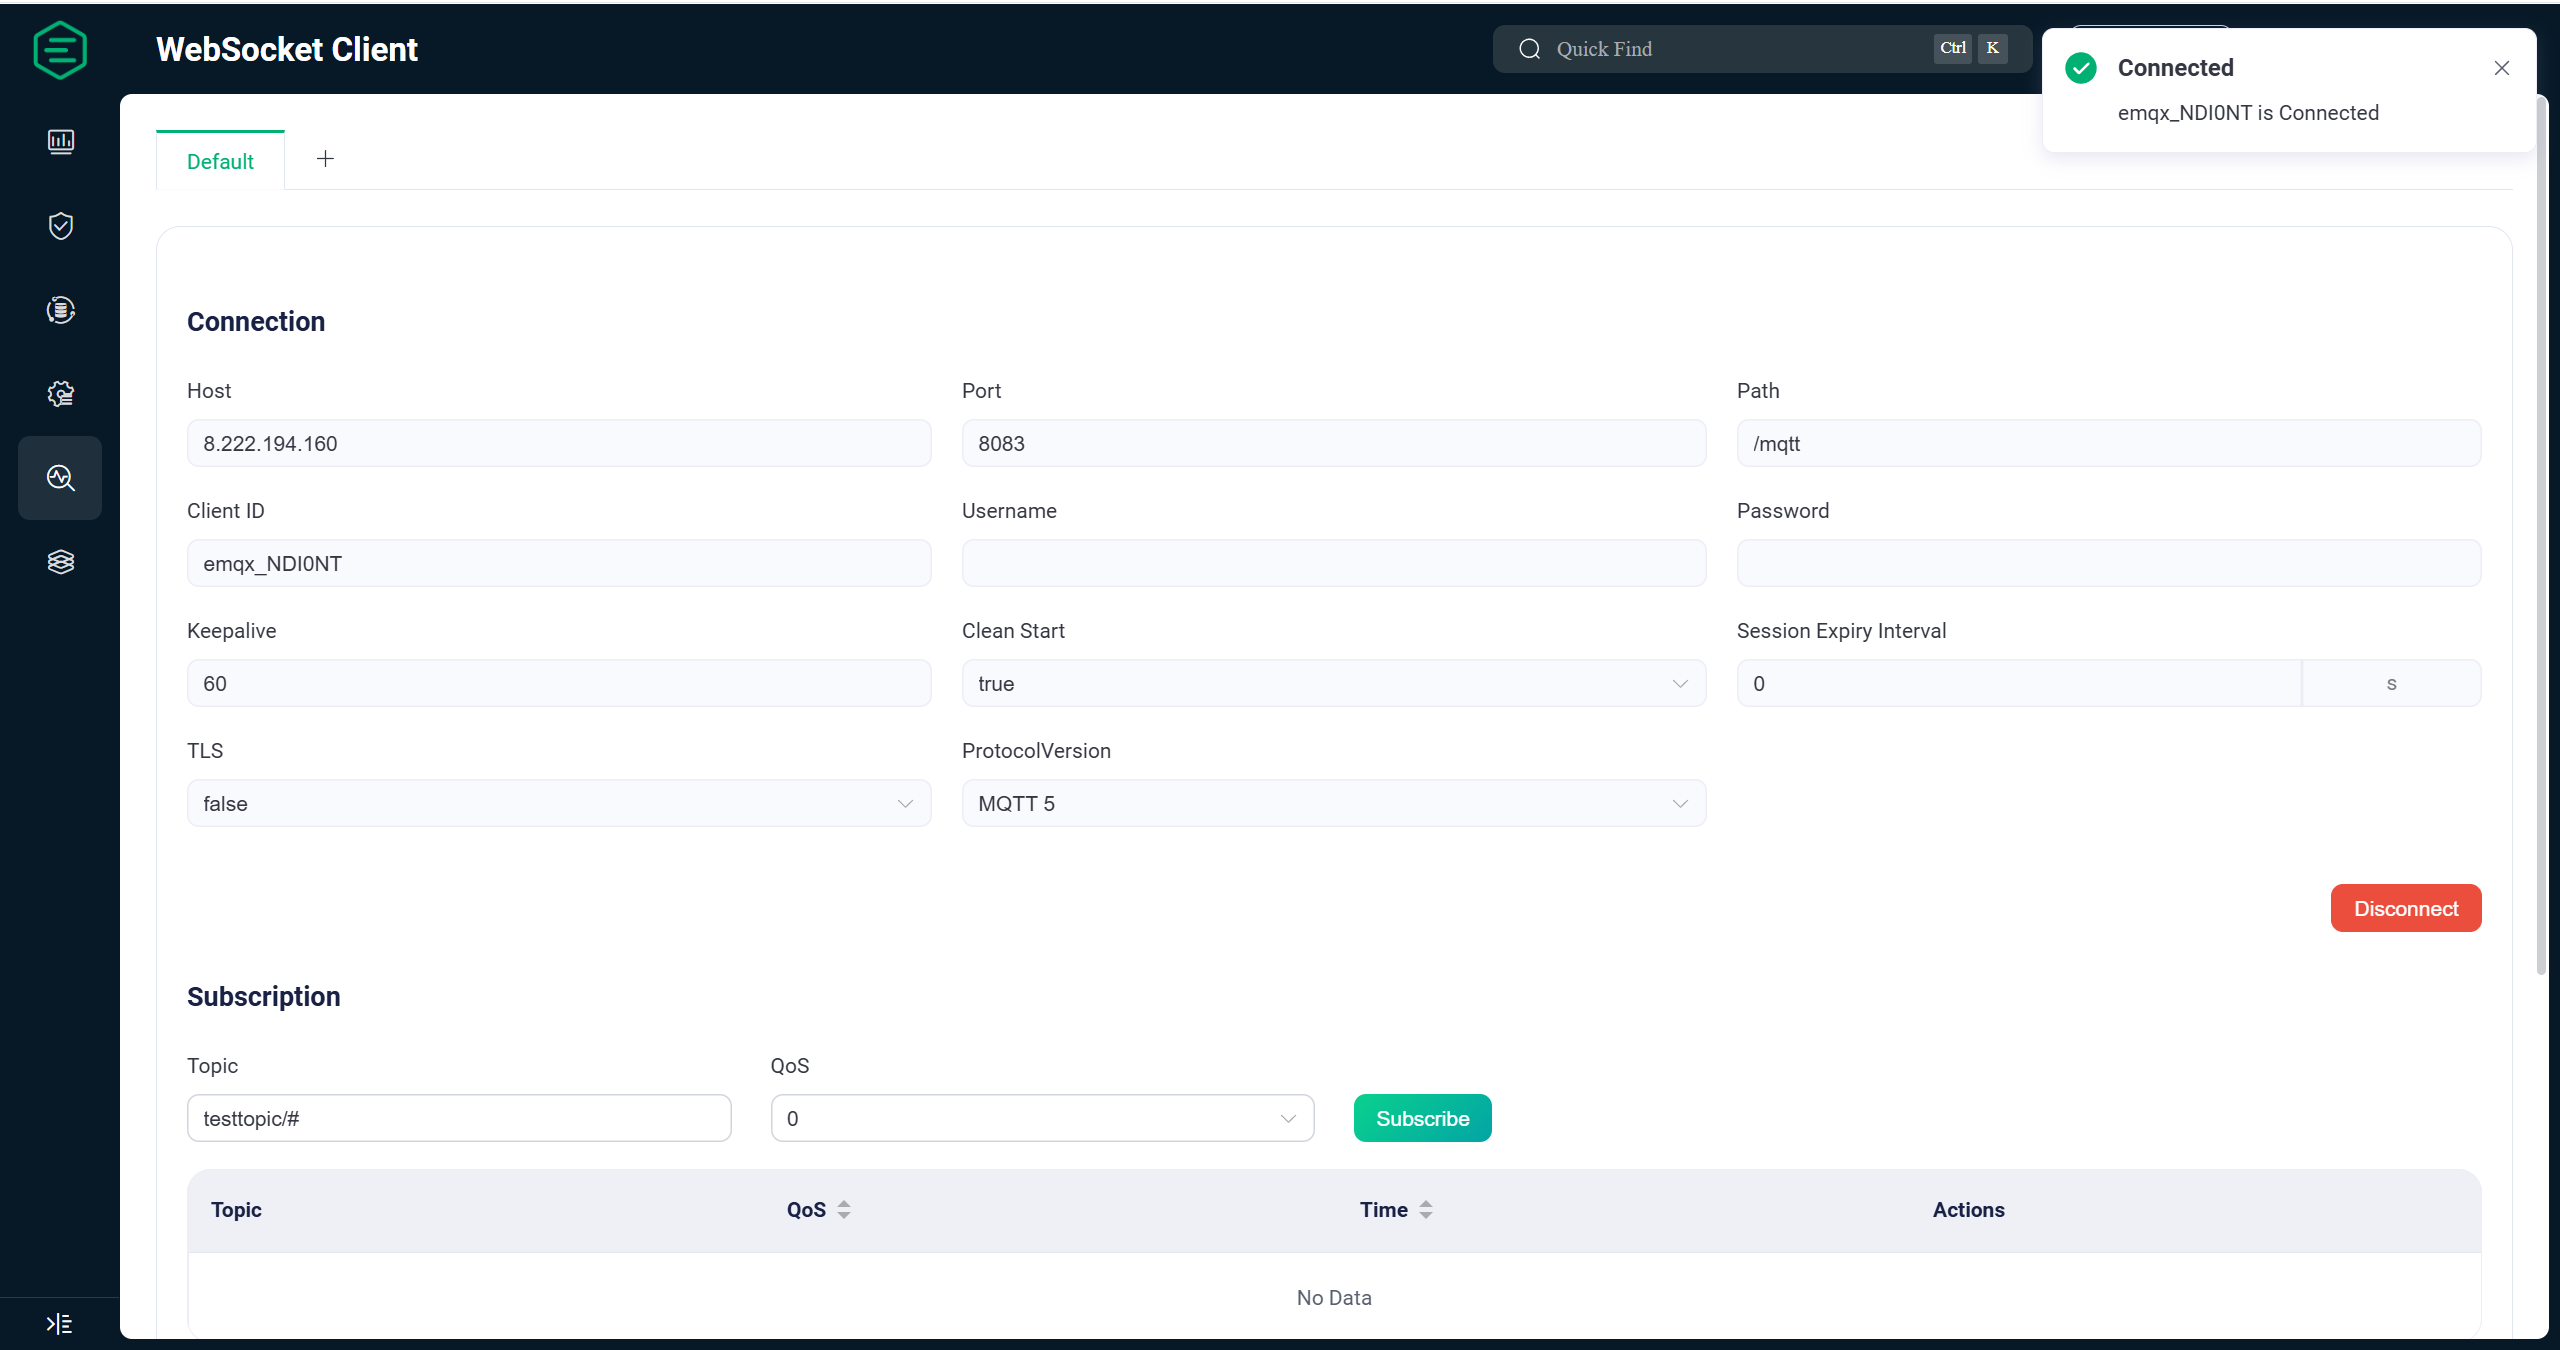 WebSocket Client
Quick Find Ctrl K
Connected
emqx_NDI0NT is Connected
Default
Connection
Host Port Path
8.222.194.160 8083 /mqtt
Client ID Username Password
emqx_NDI0NT
Keepalive Clean Start Session Expiry Interval
60 true 0 s
TLS ProtocolVersion
false MQTT 5
Disconnect
Subscription
Topic QoS
testtopic/# 0 Subscribe
Topic QoS Time Actions
No Data